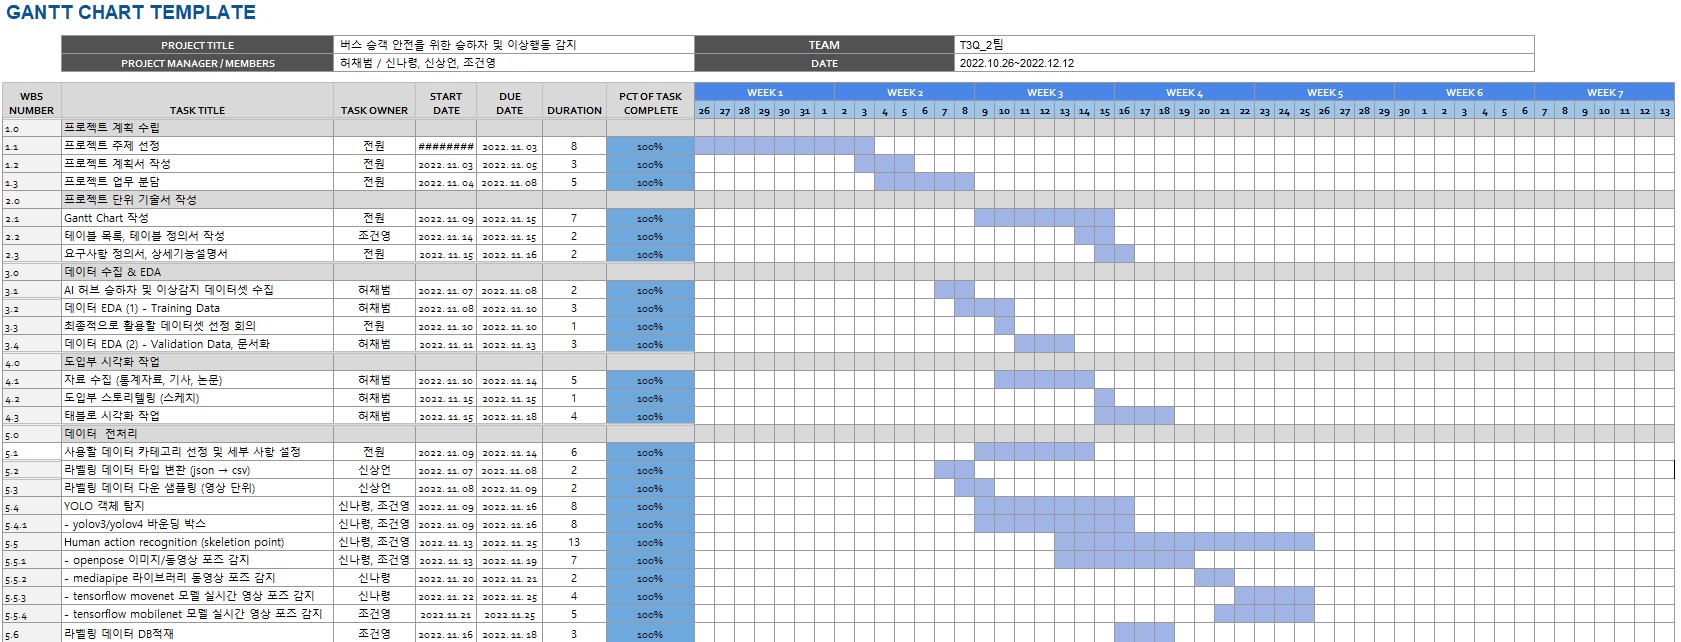 GANTT CHART TEMPLATE
PROJECT TITLE 버스 승객 안전을 위한 승하차 및 이상행동 감지 TEAM T3Q_2팀
PROJECT MANAGER / MEMBERS 허채범 / 신나령, 신상언, 조건영 DATE 2022.10.26~2022.12.12
WBS NUMBER TASK TITLE TASK OWNER START DATE DUE DATE DURATION PCT OF TASK COMPLETE WEEK 1 WEEK 2 WEEK 3 WEEK 4 WEEK 5 WEEK 6 WEEK 7
26 27 28 29 30 31 1 2 3 4 5 6 7 8 9 10 11 12 13 14 15 16 17 18 19 20 21 22 23 24 25 26 27 28 29 30 1 2 3 4 5 6 7 8 9 10 11 12 13
1.0 프로젝트 계획 수립
1.1 프로젝트 주제 선정 전원 ######## 2022. 11. 03 8 100%
1.2 프로젝트 계획서 작성 전원 2022. 11. 03 2022. 11. 05 3 100%
1.3 프로젝트 업무 분담 전원 2022. 11. 04 2022. 11. 08 5 100%
2.0 프로젝트 단위 기술서 작성
2.1 Gantt Chart 작성 전원 2022. 11. 09 2022. 11. 15 7 100%
2.2 테이블 목록, 테이블 정의서 작성 조건영 2022. 11. 14 2022. 11. 15 2 100%
2.3 요구사항 정의서, 상세기능설명서 전원 2022. 11. 15 2022. 11. 16 2 100%
3.0 데이터 수집 & EDA
3.1 AI 허브 승하차 및 이상감지 데이터셋 수집 허채범 2022. 11. 07 2022. 11. 08 2 100%
3.2 데이터 EDA (1) - Training Data 허채범 2022. 11. 08 2022. 11. 10 3 100%
3.3 최종적으로 활용할 데이터셋 선정 회의 전원 2022. 11. 10 2022. 11. 10 1 100%
3.4 데이터 EDA (2) - Validation Data, 문서화 허채범 2022. 11. 11 2022. 11. 13 3 100%
4.0 도입부 시각화 작업
4.1 자료 수집 (통계자료, 기사, 논문) 허채범 2022. 11. 10 2022. 11. 14 5 100%
4.2 도입부 스토리텔링 (스케치) 허채범 2022. 11. 15 2022. 11. 15 1 100%
4.3 태블로 시각화 작업 허채범 2022. 11. 15 2022. 11. 18 4 100%
5.0 데이터 전처리
5.1 사용할 데이터 카테고리 선정 및 세부 사항 설정 전원 2022. 11. 09 2022. 11. 14 6 100%
5.2 라벨링 데이터 타입 변환 (json → csv) 신상언 2022. 11. 07 2022. 11. 08 2 100%
5.3 라벨링 데이터 다운 샘플링 (영상 단위) 신상언 2022. 11. 08 2022. 11. 09 2 100%
5.4 YOLO 객체 탐지 신나령, 조건영 2022. 11. 09 2022. 11. 16 8 100%
5.4.1 - yolov3/yolov4 바운딩 박스 신나령, 조건영 2022. 11. 09 2022. 11. 16 8 100%
5.5 Human action recognition (skeletion point) 신나령, 조건영 2022. 11. 13 2022. 11. 25 13 100%
5.5.1 - openpose 이미지/동영상 포즈 감지 신나령, 조건영 2022. 11. 13 2022. 11. 19 7 100%
5.5.2 - mediapipe 라이브러리 동영상 포즈 감지 신나령 2022. 11. 20 2022. 11. 21 2 100%
5.5.3 - tensorflow movenet 모델 실시간 영상 포즈 감지 신나령 2022. 11. 22 2022. 11. 25 4 100%
5.5.4 - tensorflow mobilenet 모델 실시간 영상 포즈 감지 조건영 2022.11.21 2022.11.25 5 100%
5.6 라벨링 데이터 DB적재 조건영 2022. 11. 16 2022. 11. 18 3 100%